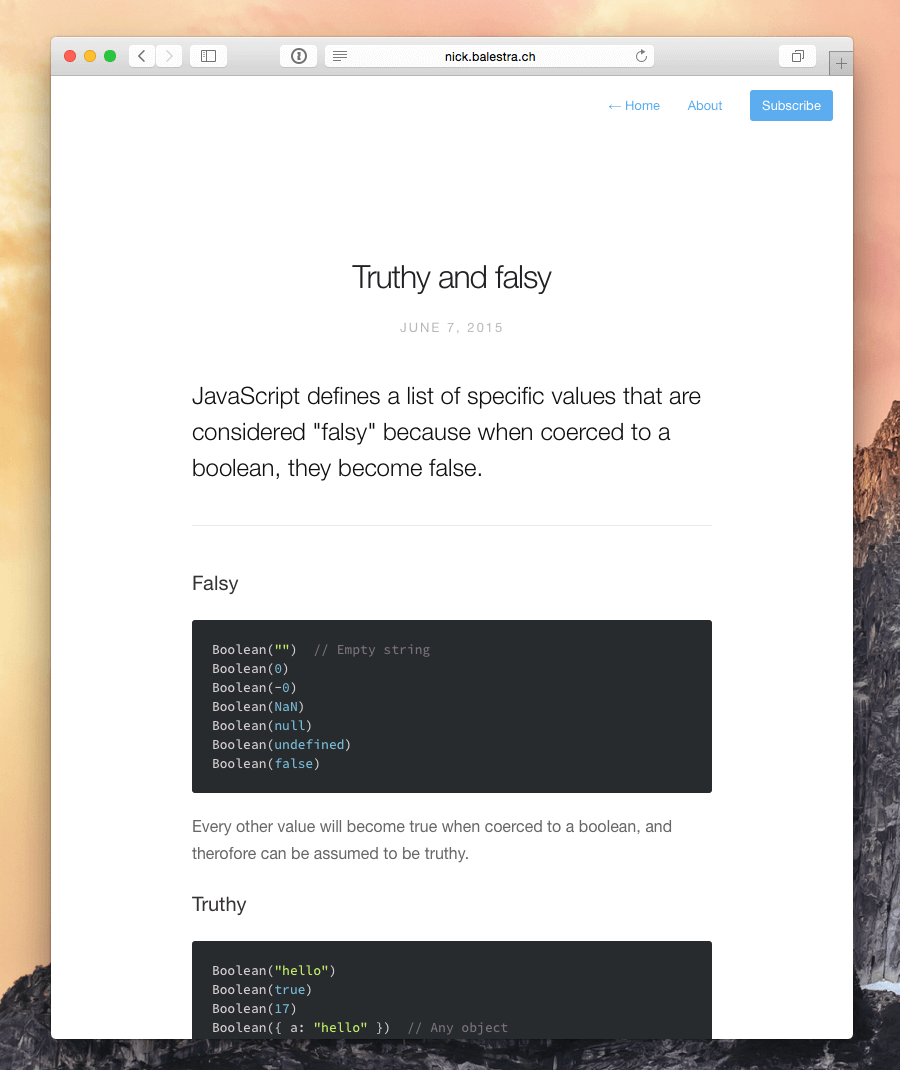 nick.balestra.ch
← Home About Subscribe
Truthy and falsy
JUNE 7, 2015
JavaScript defines a list of specific values that are
considered "falsy" because when coerced to a
boolean, they become false.
Falsy
Boolean("")  // Empty string
Boolean(0)
Boolean(-0)
Boolean(NaN)
Boolean(null)
Boolean(undefined)
Boolean(false)
Every other value will become true when coerced to a boolean, and
therofore can be assumed to be truthy.
Truthy
Boolean("hello")
Boolean(true)
Boolean(17)
Boolean({ a: "hello" })  // Any object